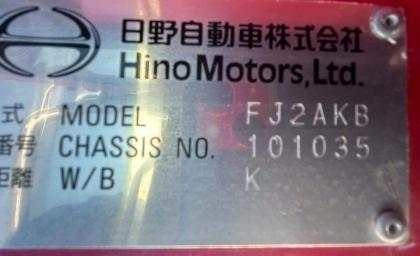 日野自動車株式会社
Hino Motors, Ltd.
式 MODEL FJ2AKB
番号 CHASSIS NO. 101035
距離 W/B K